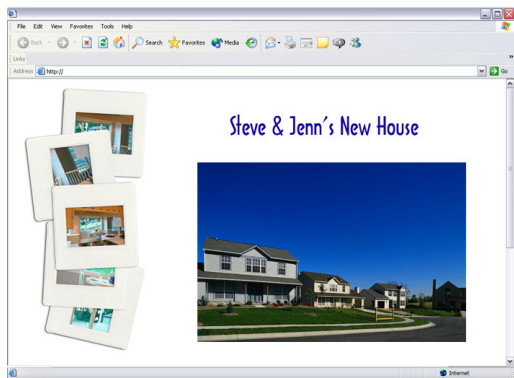 File Edit View Favorites Tools Help
Back Search Favorites Media
Links
Address http:// Go
Steve & Jenn's New House
Internet